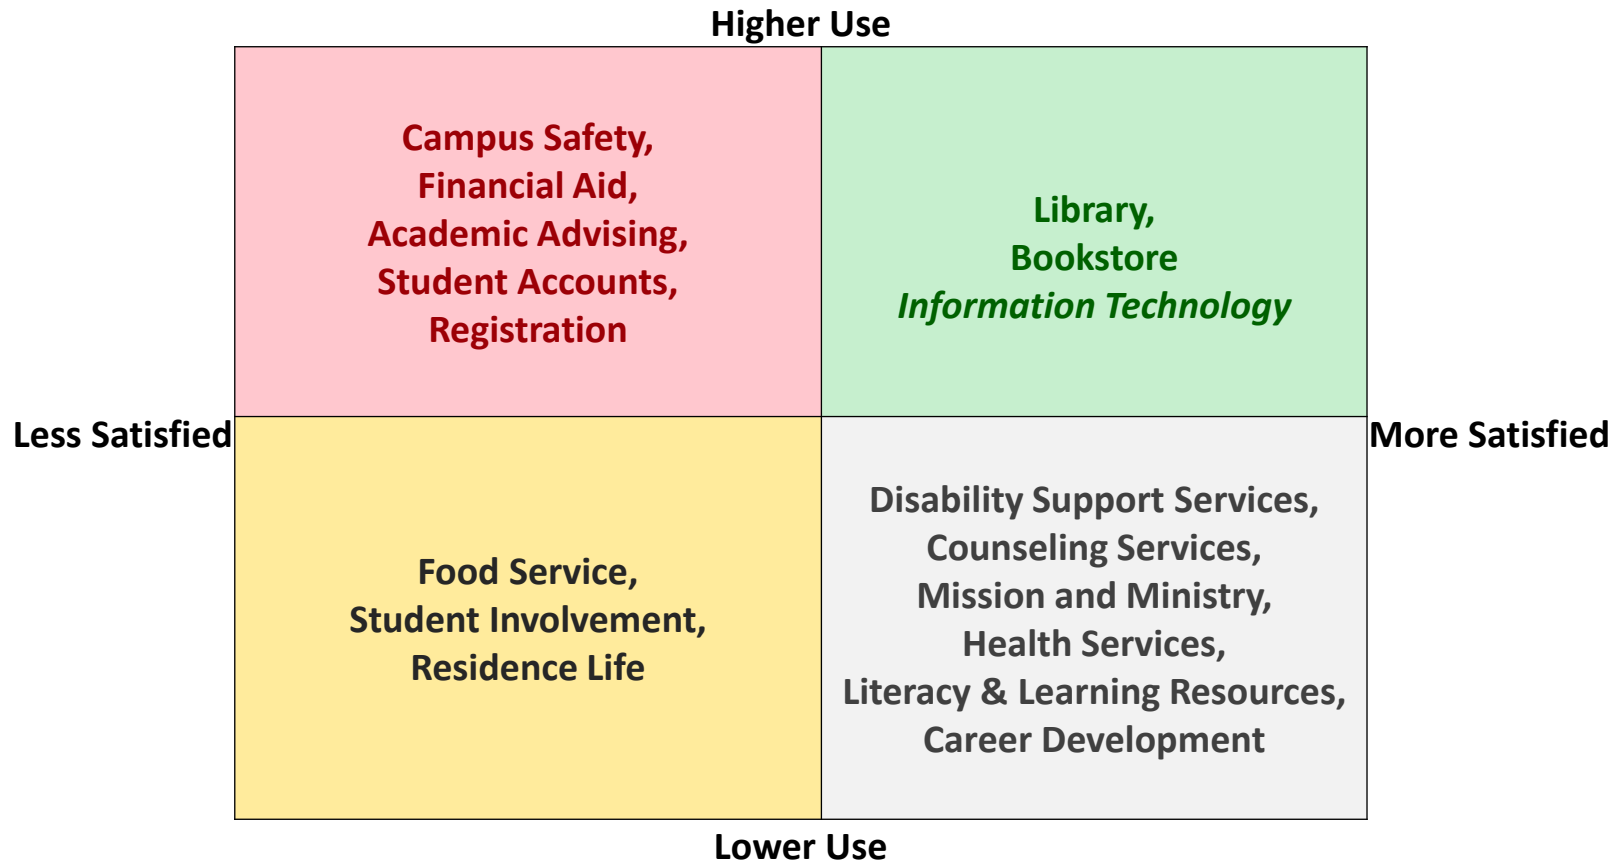 Higher Use
Campus Safety,
Financial Aid,
Academic Advising,
Student Accounts,
Registration
Library,
Bookstore
Information Technology
Less Satisfied
More Satisfied
Food Service,
Student Involvement,
Residence Life
Disability Support Services,
Counseling Services,
Mission and Ministry,
Health Services,
Literacy & Learning Resources,
Career Development
Lower Use